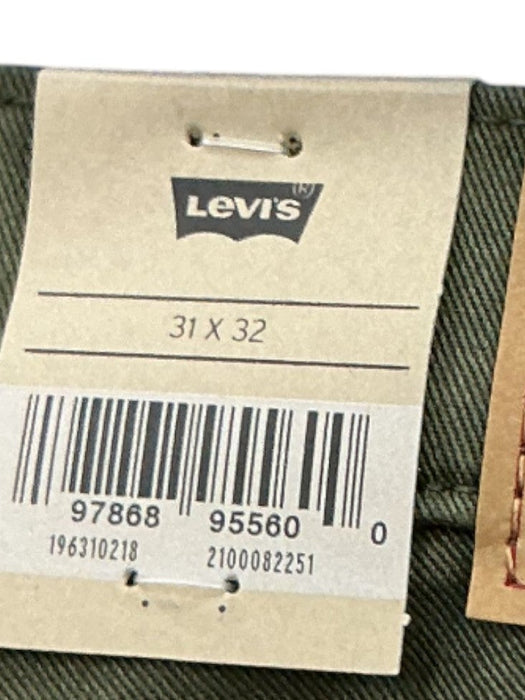 LEVI'S (R)
31 X 32
97868 95560 0
196310218 2100082251